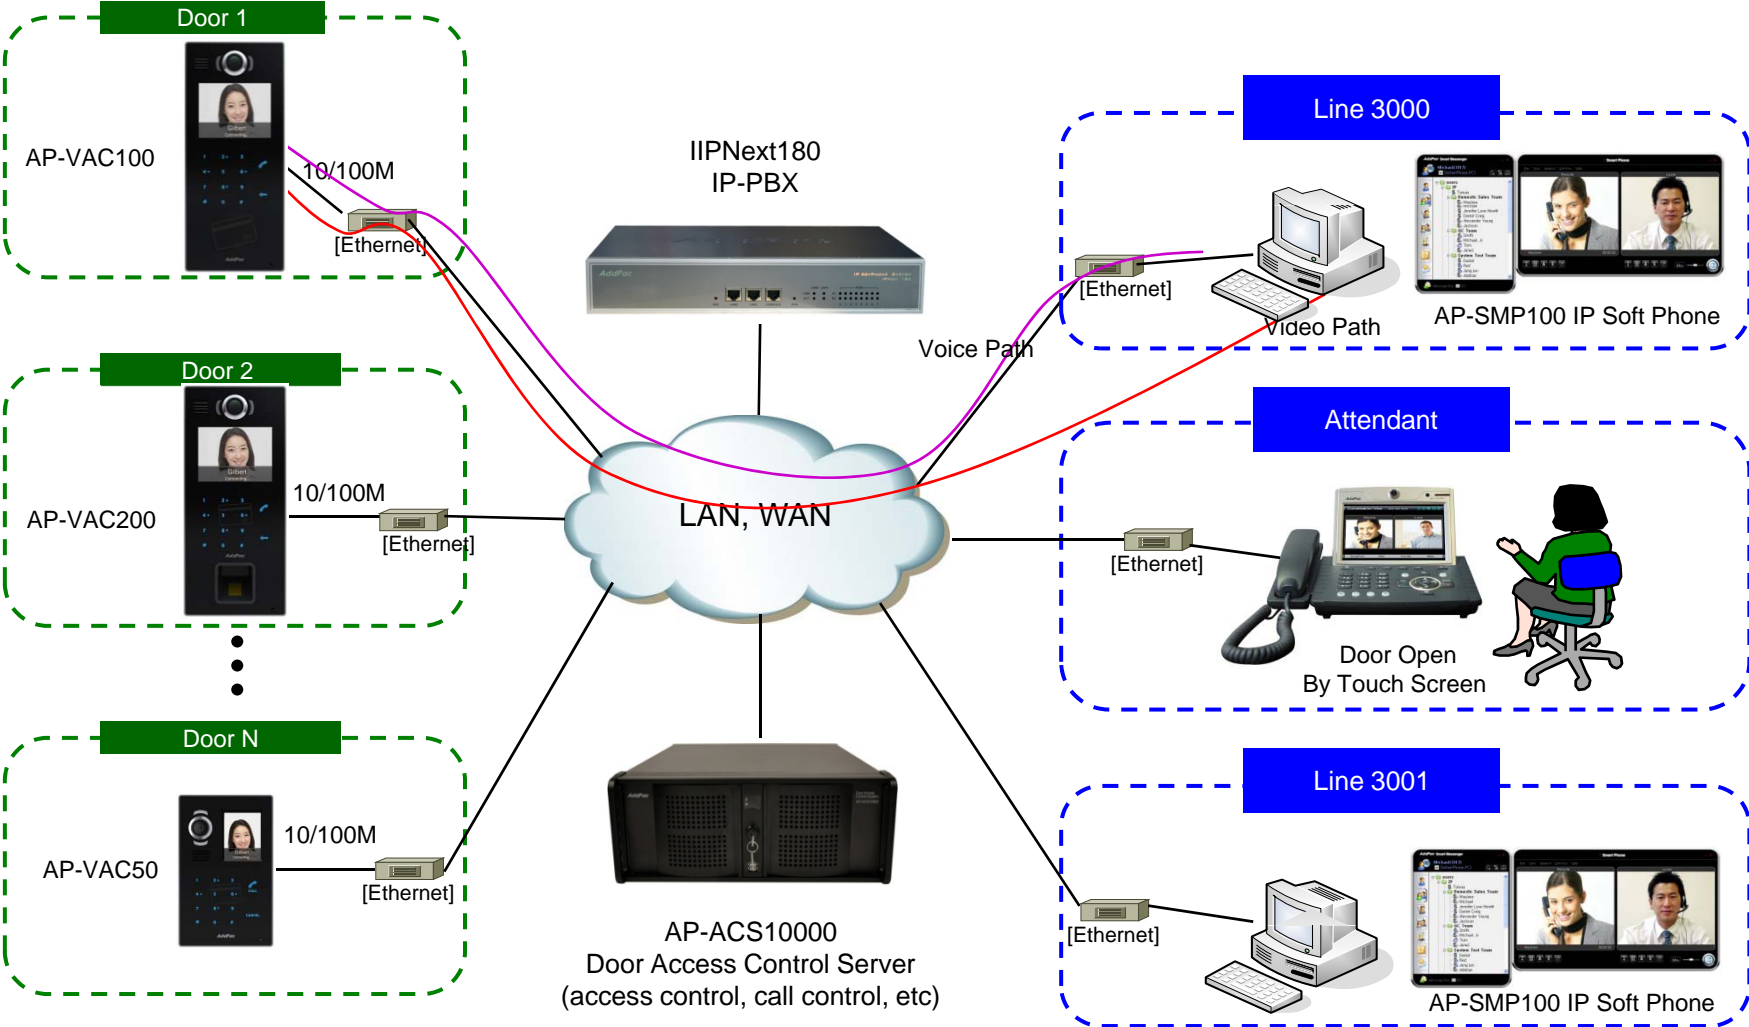 Door 1
AP-VAC100
10/100M
[Ethernet]
Door 2
AP-VAC200
10/100M
[Ethernet]
Door N
AP-VAC50
10/100M
[Ethernet]
IIPNext180
IP-PBX
AddPac
Voice Path
LAN, WAN
AP-ACS10000
Door Access Control Server
(access control, call control, etc)
Line 3000
[Ethernet]
Video Path
AP-SMP100 IP Soft Phone
Attendant
[Ethernet]
Door Open
By Touch Screen
Line 3001
[Ethernet]
AP-SMP100 IP Soft Phone